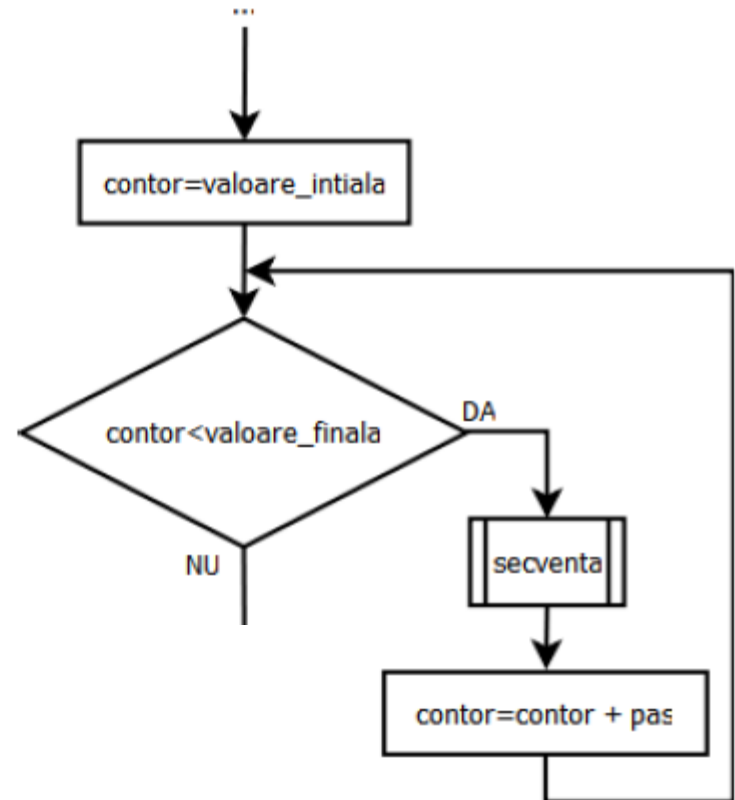 ...
contor=valoare_intiala
contor<valoare_finala
DA
NU
secventa
contor=contor + pas